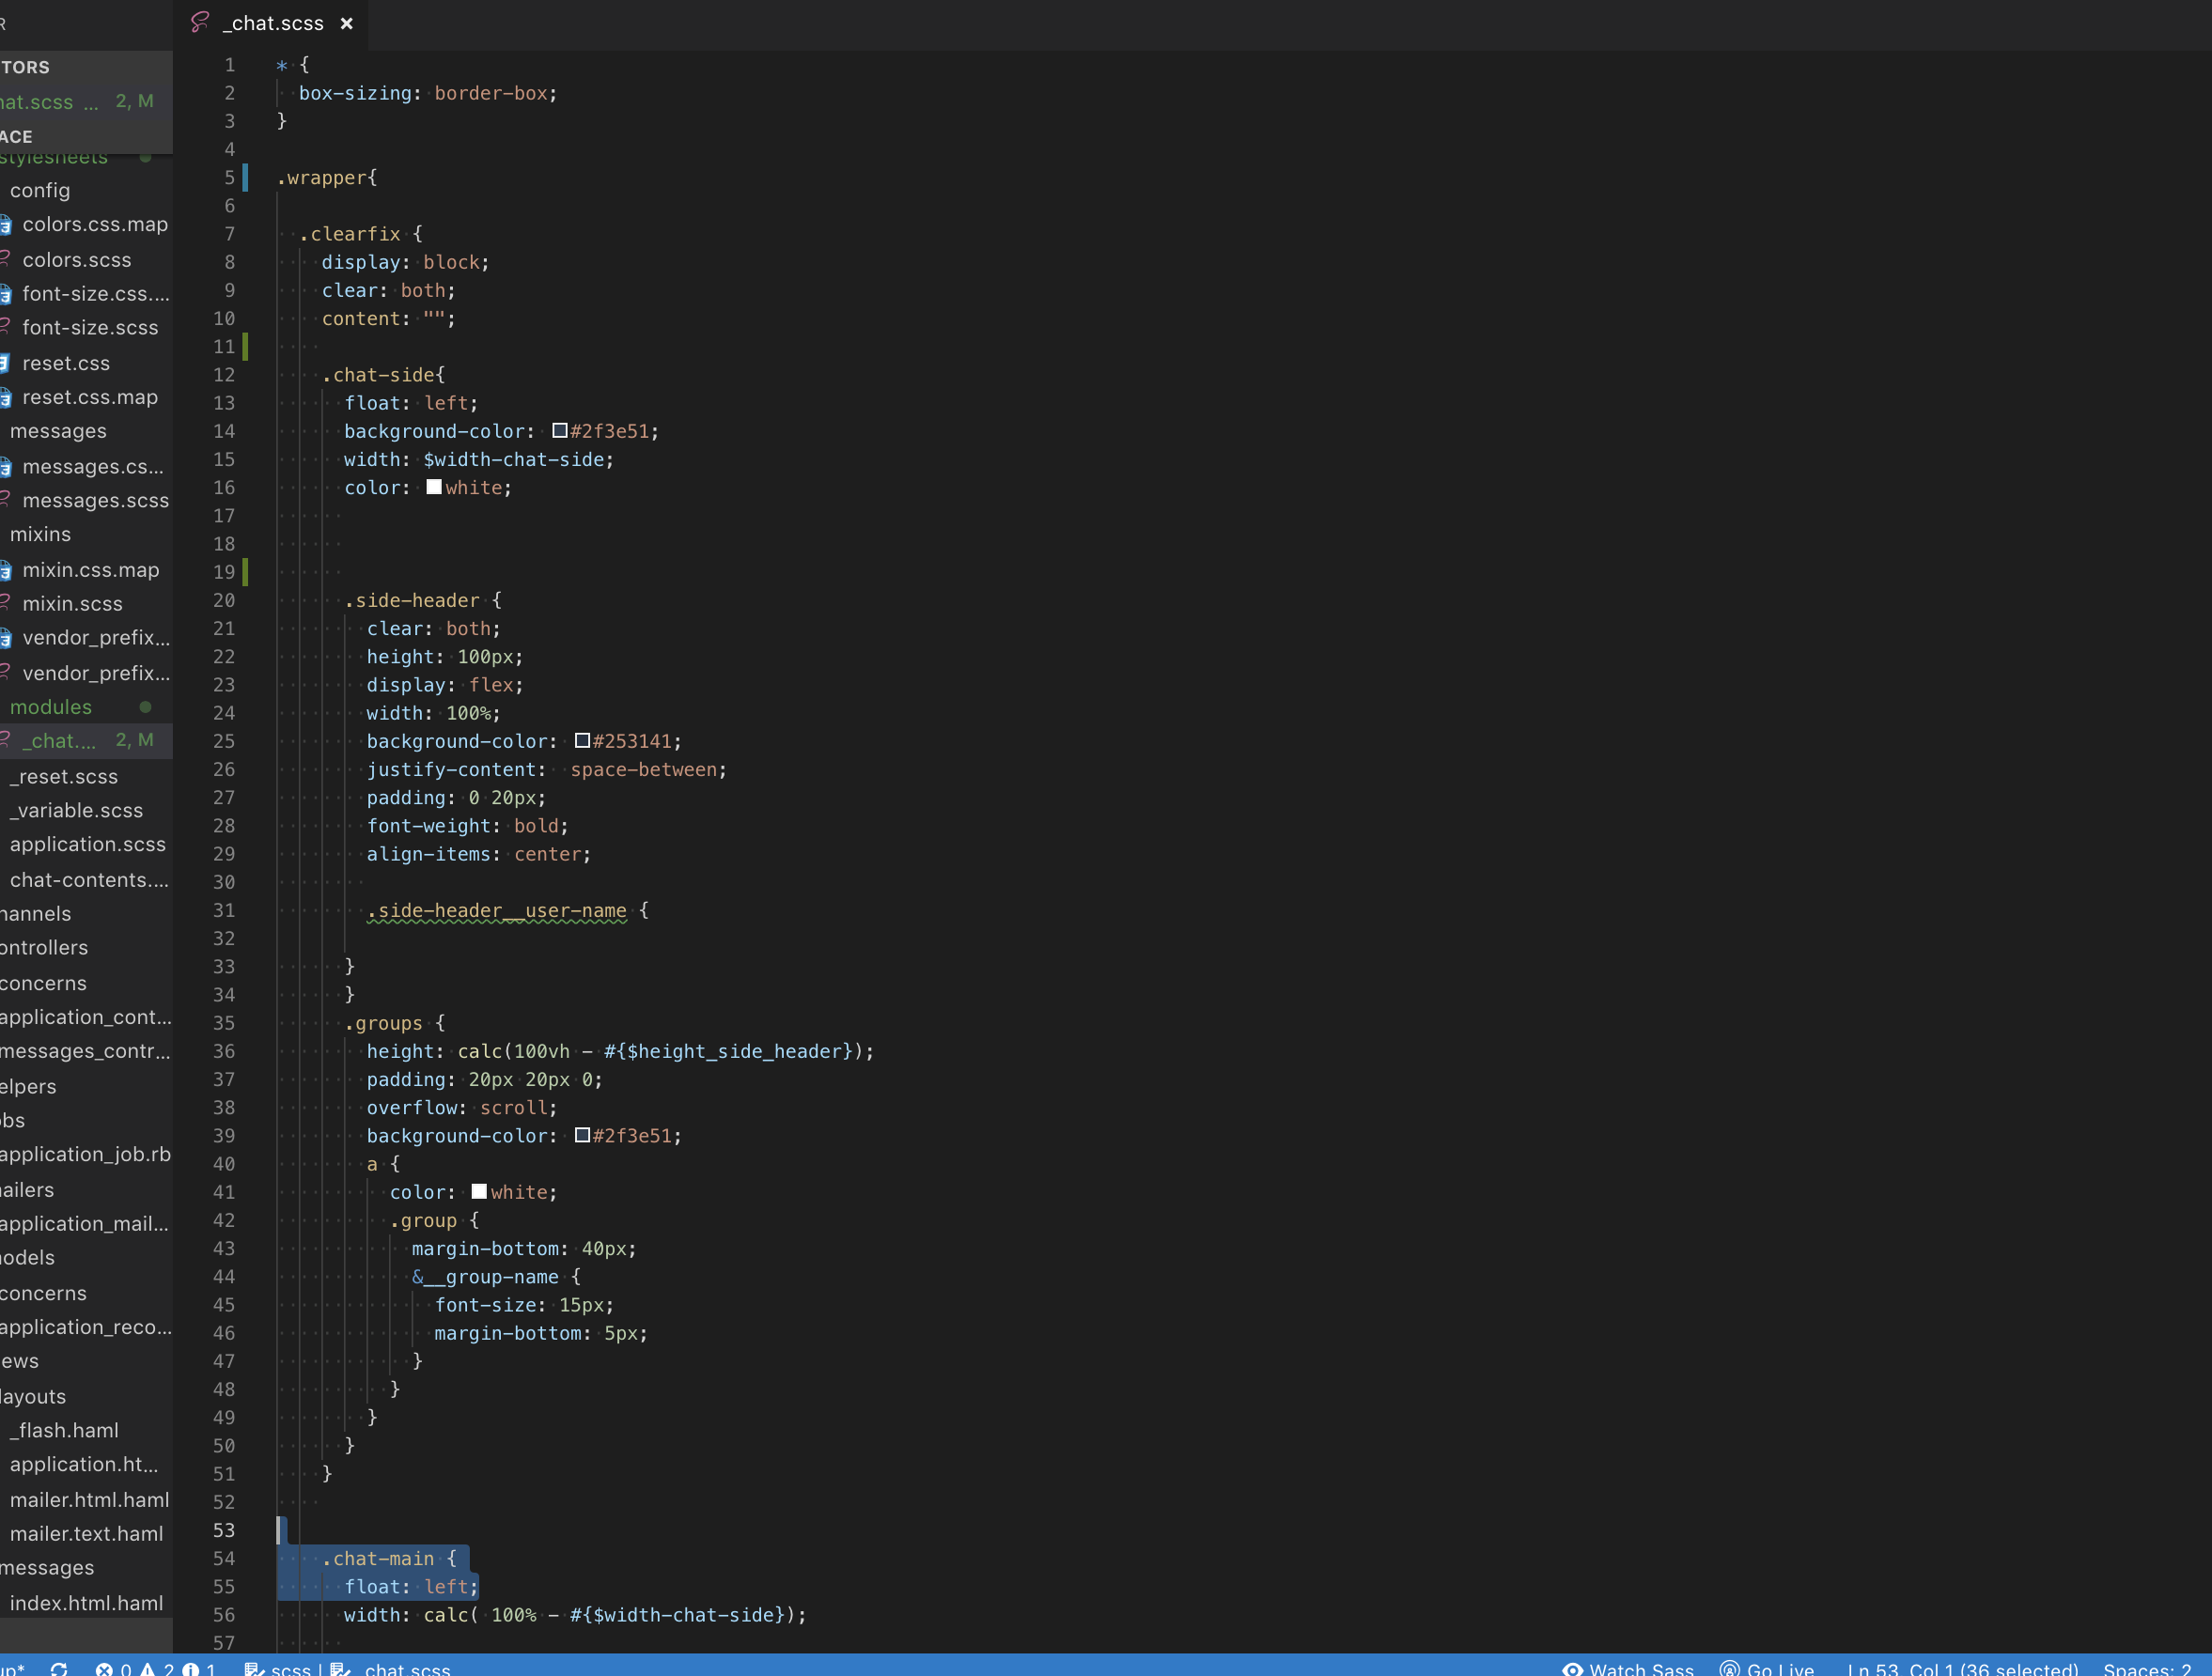 R
_chat.scss ×
TORS
hat.scss ... 2, M
ACE
stylesheets
config
colors.css.map
colors.scss
font-size.css....
font-size.scss
reset.css
reset.css.map
messages
messages.cs...
messages.scss
mixins
mixin.css.map
mixin.scss
vendor_prefix...
vendor_prefix...
modules
_chat.... 2, M
_reset.scss
_variable.scss
application.scss
chat-contents....
hannels
ontrollers
concerns
application_cont...
messages_contr...
elpers
obs
application_job.rb
ailers
application_mail...
odels
concerns
application_reco...
ews
layouts
_flash.haml
application.ht...
mailer.html.haml
mailer.text.haml
messages
index.html.haml
1 * {
2   box-sizing: border-box;
3 }
4
5 .wrapper{
6
7   .clearfix {
8     display: block;
9     clear: both;
10     content: "";
11
12     .chat-side{
13       float: left;
14       background-color: #2f3e51;
15       width: $width-chat-side;
16       color: white;
17
18
19
20       .side-header {
21         clear: both;
22         height: 100px;
23         display: flex;
24         width: 100%;
25         background-color: #253141;
26         justify-content:  space-between;
27         padding: 0 20px;
28         font-weight: bold;
29         align-items: center;
30
31         .side-header__user-name {
32
33       }
34       }
35       .groups {
36         height: calc(100vh - #{$height_side_header});
37         padding: 20px 20px 0;
38         overflow: scroll;
39         background-color: #2f3e51;
40         a {
41           color: white;
42           .group {
43             margin-bottom: 40px;
44             &__group-name {
45               font-size: 15px;
46               margin-bottom: 5px;
47             }
48           }
49         }
50       }
51     }
52
53
54     .chat-main {
55       float: left;
56       width: calc( 100% - #{$width-chat-side});
57
up* 0 2 1 scss | _chat.scss Watch Sass Go Live Ln 53, Col 1 (36 selected) Spaces: 2